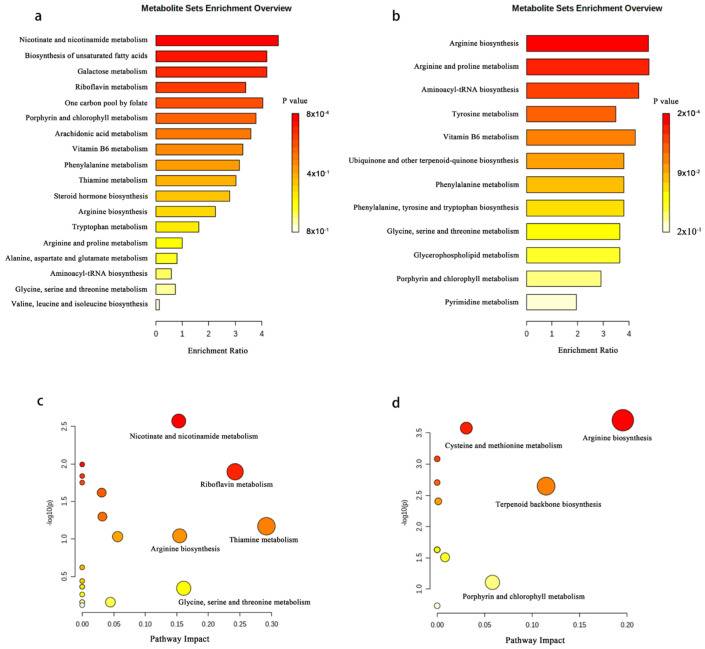 a
Metabolite Sets Enrichment Overview
Nicotinate and nicotinamide metabolism
Biosynthesis of unsaturated fatty acids
Galactose metabolism
Riboflavin metabolism
One carbon pool by folate
Porphyrin and chlorophyll metabolism
Arachidonic acid metabolism
Vitamin B6 metabolism
Phenylalanine metabolism
Thiamine metabolism
Steroid hormone biosynthesis
Arginine biosynthesis
Tryptophan metabolism
Arginine and proline metabolism
Alanine, aspartate and glutamate metabolism
Aminoacyl-tRNA biosynthesis
Glycine, serine and threonine metabolism
Valine, leucine and isoleucine biosynthesis
0 1 2 3 4
Enrichment Ratio
P value
8x10⁻⁴
4x10⁻¹
8x10⁻¹
b
Metabolite Sets Enrichment Overview
Arginine biosynthesis
Arginine and proline metabolism
Aminoacyl-tRNA biosynthesis
Tyrosine metabolism
Vitamin B6 metabolism
Ubiquinone and other terpenoid-quinone biosynthesis
Phenylalanine metabolism
Phenylalanine, tyrosine and tryptophan biosynthesis
Glycine, serine and threonine metabolism
Glycerophospholipid metabolism
Porphyrin and chlorophyll metabolism
Pyrimidine metabolism
0 1 2 3 4
Enrichment Ratio
P value
2x10⁻⁴
9x10⁻²
2x10⁻¹
c
-log10(p)
2.5
2.0
1.5
1.0
0.5
Nicotinate and nicotinamide metabolism
Riboflavin metabolism
Thiamine metabolism
Arginine biosynthesis
Glycine, serine and threonine metabolism
0.00 0.05 0.10 0.15 0.20 0.25 0.30
Pathway Impact
d
-log10(p)
3.5
3.0
2.5
2.0
1.5
1.0
Cysteine and methionine metabolism
Arginine biosynthesis
Terpenoid backbone biosynthesis
Porphyrin and chlorophyll metabolism
0.00 0.05 0.10 0.15 0.20
Pathway Impact